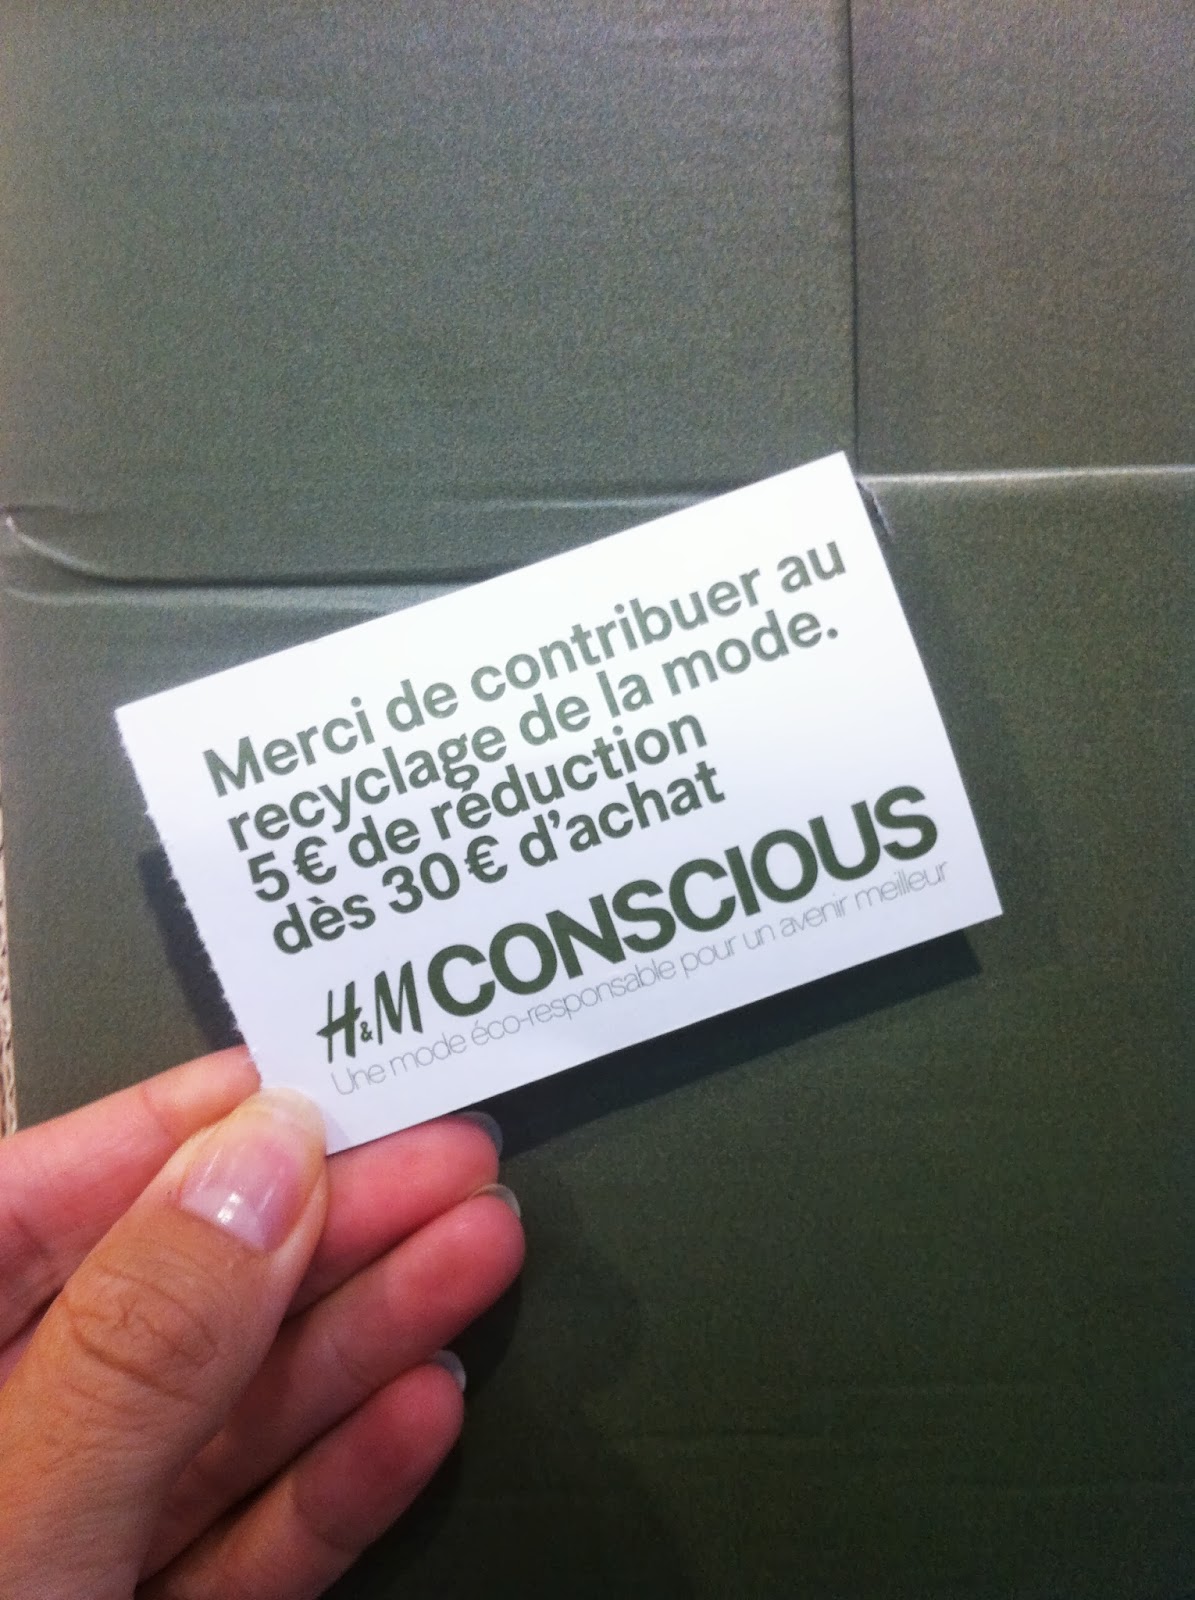 Merci de contribuer au
recyclage de la mode.
5€ de réduction
dès 30€ d'achat
H&M CONSCIOUS
Une mode éco-responsable pour un avenir meilleur